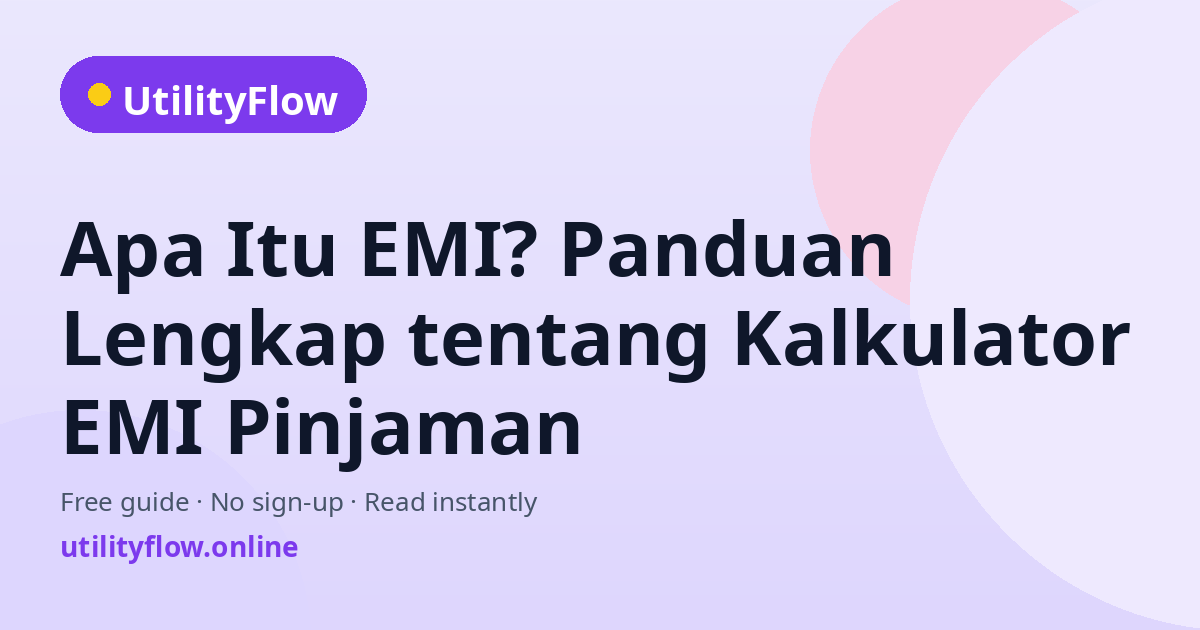 UtilityFlow
Apa Itu EMI? Panduan
Lengkap tentang Kalkulator
EMI Pinjaman
Free guide · No sign-up · Read instantly
utilityflow.online